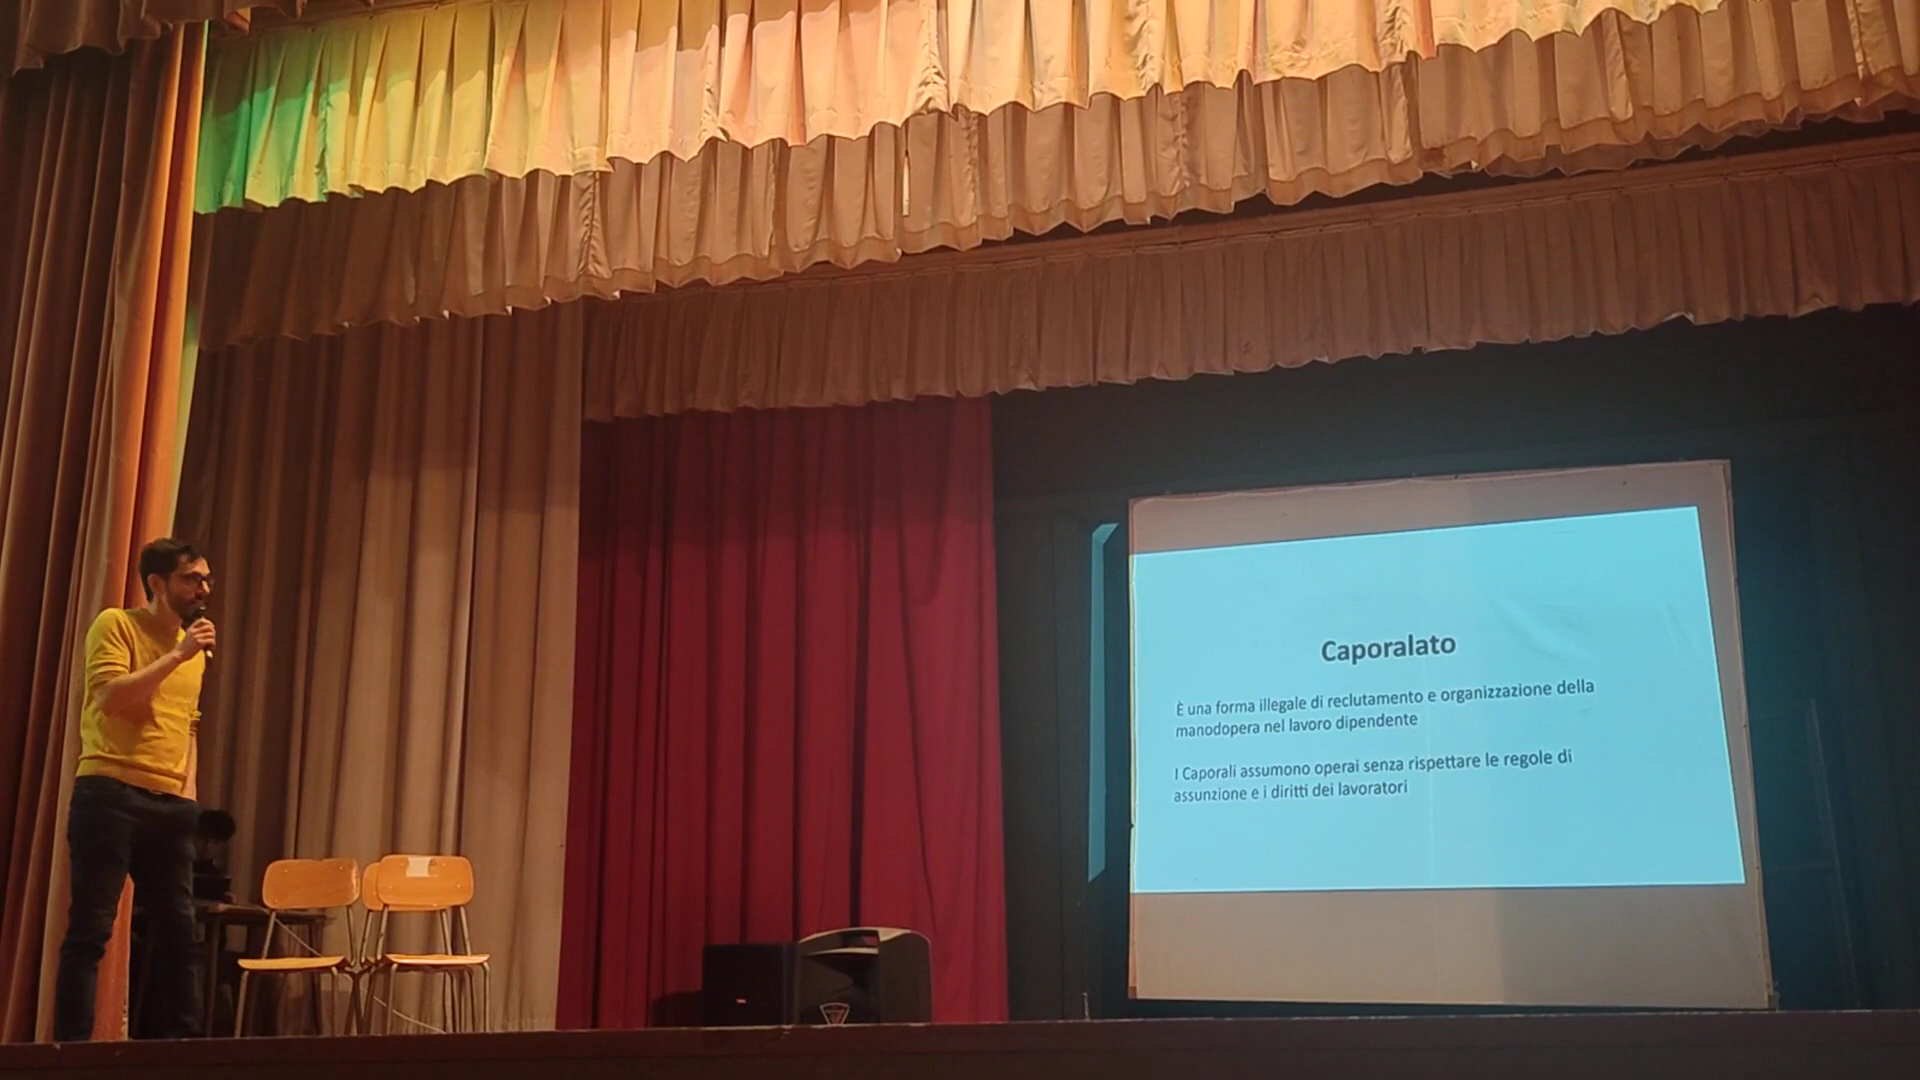 Caporalato
È una forma illegale di reclutamento e organizzazione della
manodopera nel lavoro dipendente
I Caporali assumono operai senza rispettare le regole di
assunzione e i diritti dei lavoratori